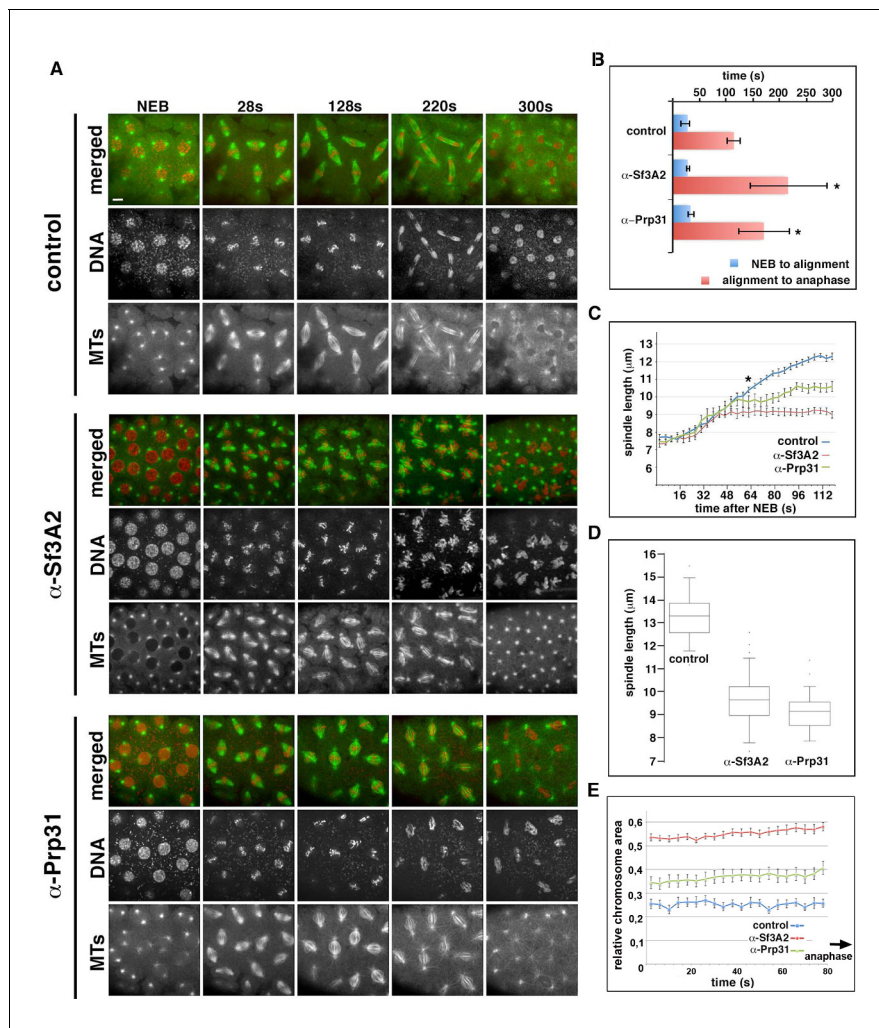 A
NEB 28s 128s 220s 300s
control
merged
DNA
MTs
α-Sf3A2
merged
DNA
MTs
α-Prp31
merged
DNA
MTs
B
time (s)
50 100 150 200 250 300
control
α-Sf3A2
*
α-Prp31
*
NEB to alignment
alignment to anaphase
C
spindle length (μm)
13
12
11
10
9
8
7
6
*
control
α-Sf3A2
α-Prp31
16 32 48 64 80 96 112
time after NEB (s)
D
spindle length (μm)
16
15
14
13
12
11
10
9
8
7
control
α-Sf3A2
α-Prp31
E
relative chromosome area
0,6
0,5
0,4
0,3
0,2
0,1
0
control
α-Sf3A2
α-Prp31
anaphase
0 20 40 60 80
time (s)